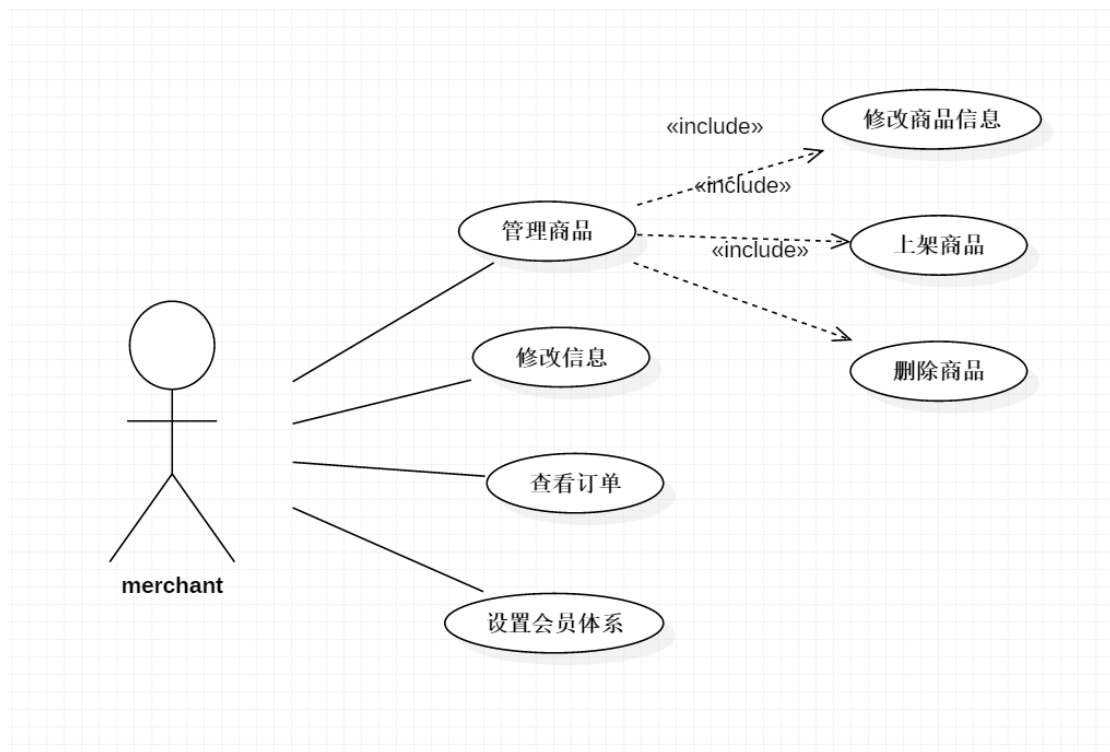 «include»
修改商品信息
«include»
管理商品
«include»
上架商品
修改信息
删除商品
查看订单
merchant
设置会员体系